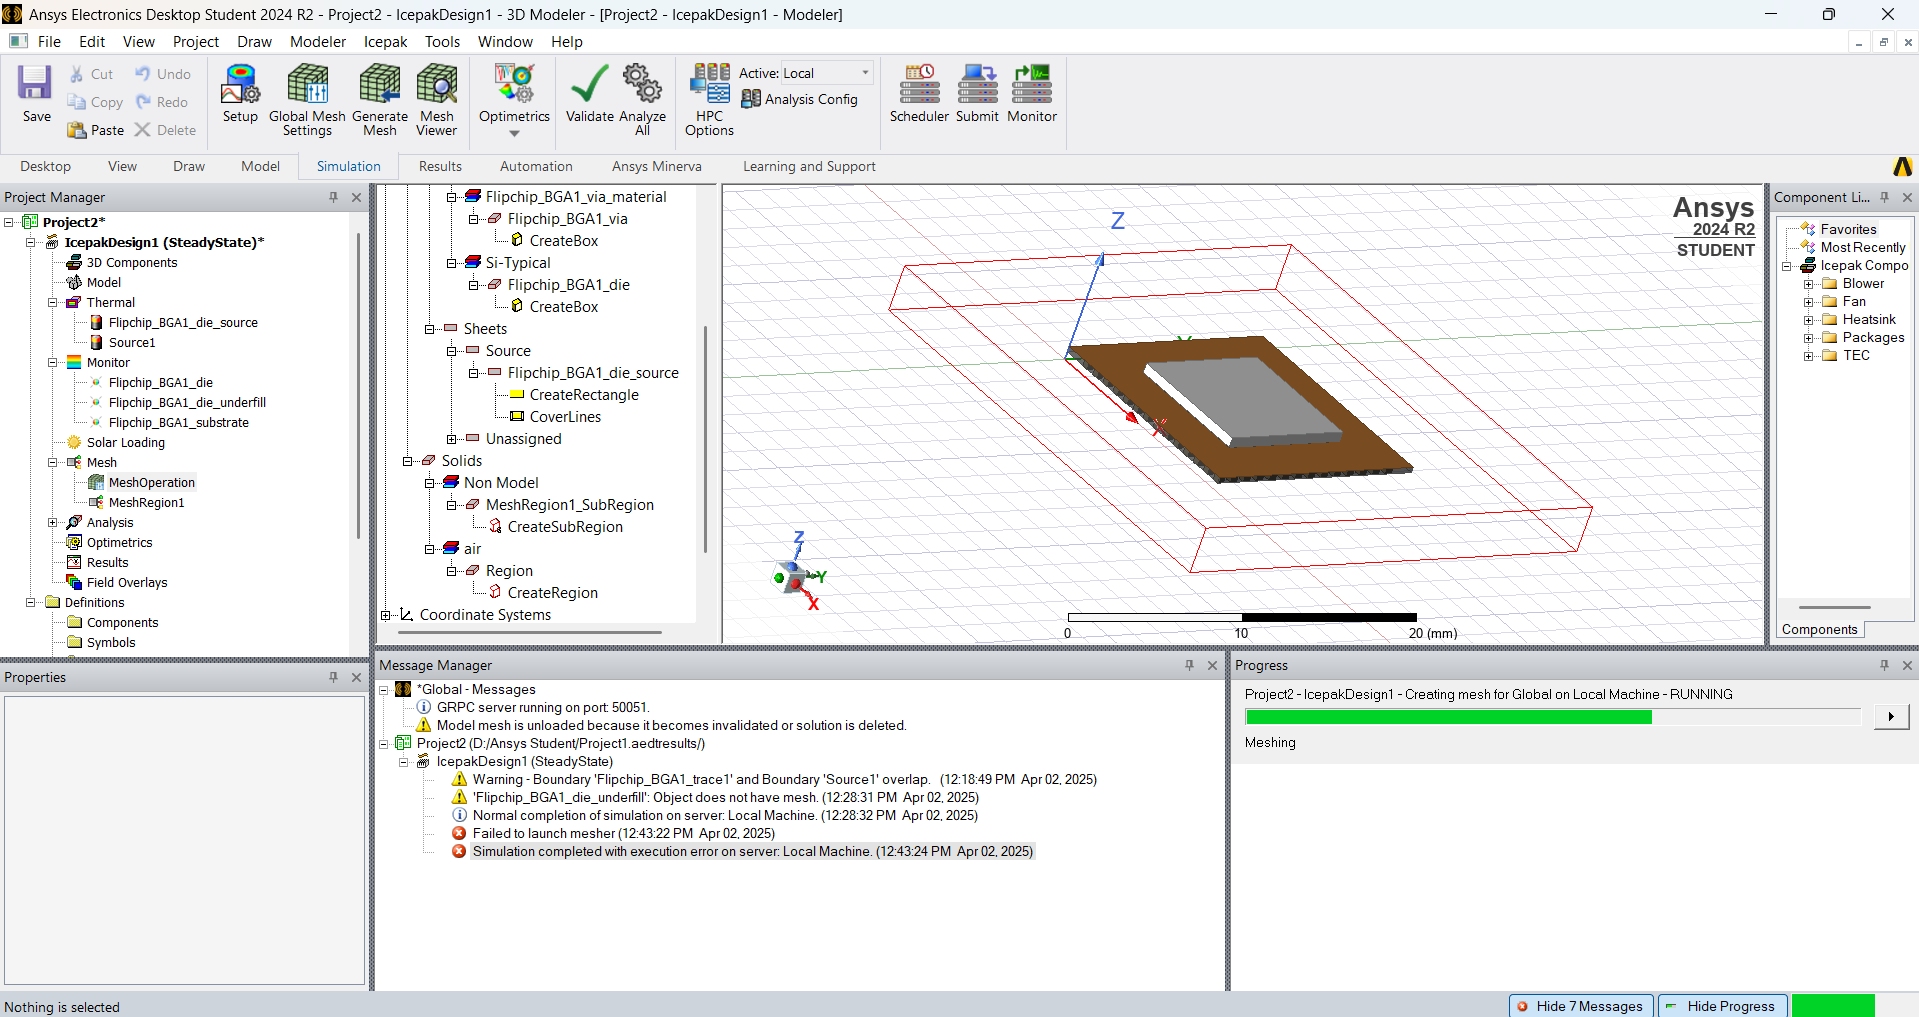 Ansys Electronics Desktop Student 2024 R2 - Project2 - IcepakDesign1 - 3D Modeler - [Project2 - IcepakDesign1 - Modeler]
File Edit View Project Draw Modeler Icepak Tools Window Help
Save
Cut
Copy
Paste
Undo
Redo
Delete
Setup
Global Mesh Settings
Generate Mesh
Mesh Viewer
Optimetrics
Validate
Analyze All
HPC Options
Active: Local
Analysis Config
Scheduler
Submit
Monitor
Desktop View Draw Model Simulation Results Automation Ansys Minerva Learning and Support
Project Manager
Project2*
IcepakDesign1 (SteadyState)*
3D Components
Model
Thermal
Flipchip_BGA1_die_source
Source1
Monitor
Flipchip_BGA1_die
Flipchip_BGA1_die_underfill
Flipchip_BGA1_substrate
Solar Loading
Mesh
MeshOperation
MeshRegion1
Analysis
Optimetrics
Results
Field Overlays
Definitions
Components
Symbols
Properties
Nothing is selected
Flipchip_BGA1_via_material
Flipchip_BGA1_via
CreateBox
Si-Typical
Flipchip_BGA1_die
CreateBox
Sheets
Source
Flipchip_BGA1_die_source
CreateRectangle
CoverLines
Unassigned
Solids
Non Model
MeshRegion1_SubRegion
CreateSubRegion
air
Region
CreateRegion
Coordinate Systems
Z
Y
X
Z
Y
X
Ansys
2024 R2
STUDENT
0 10 20 (mm)
Component Li...
Favorites
Most Recently
Icepak Compo
Blower
Fan
Heatsink
Packages
TEC
Components
Message Manager
*Global - Messages
GRPC server running on port: 50051.
Model mesh is unloaded because it becomes invalidated or solution is deleted.
Project2 (D:/Ansys Student/Project1.aedtresults/)
IcepakDesign1 (SteadyState)
Warning - Boundary 'Flipchip_BGA1_trace1' and Boundary 'Source1' overlap. (12:18:49 PM Apr 02, 2025)
'Flipchip_BGA1_die_underfill': Object does not have mesh. (12:28:31 PM Apr 02, 2025)
Normal completion of simulation on server: Local Machine. (12:28:32 PM Apr 02, 2025)
Failed to launch mesher (12:43:22 PM Apr 02, 2025)
Simulation completed with execution error on server: Local Machine. (12:43:24 PM Apr 02, 2025)
Progress
Project2 - IcepakDesign1 - Creating mesh for Global on Local Machine - RUNNING
Meshing
Hide 7 Messages
Hide Progress